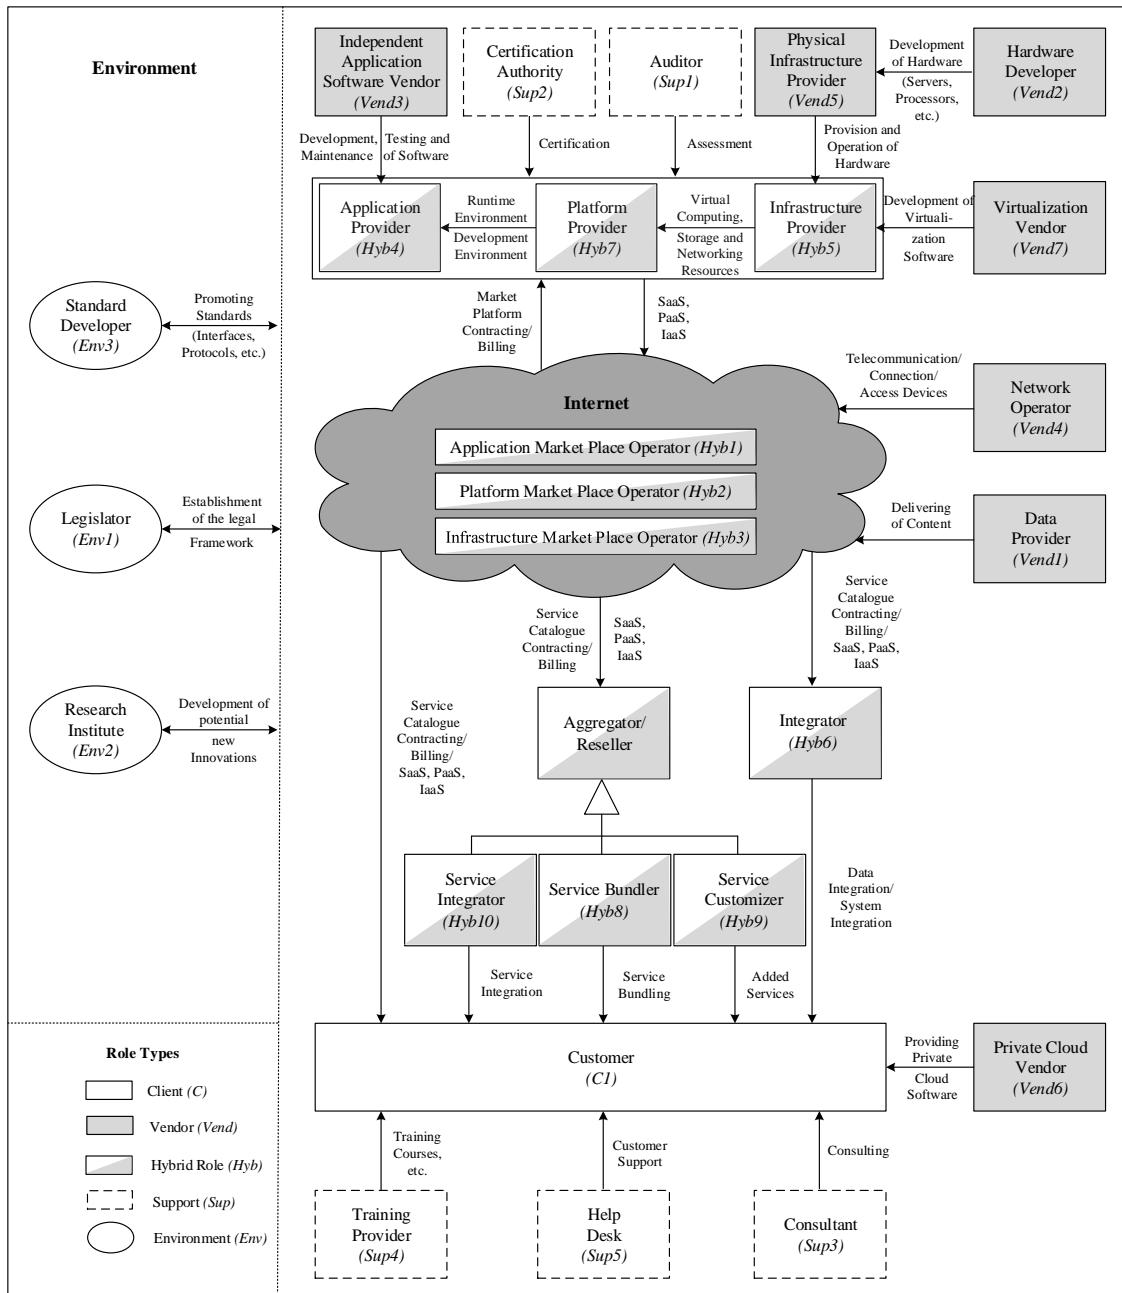 Environment
Independent
Application
Software Vendor
(Vend3)
Certification
Authority
(Sup2)
Auditor
(Sup1)
Physical
Infrastructure
Provider
(Vend5)
Development
of Hardware
(Servers,
Processors,
etc.)
Hardware
Developer
(Vend2)
Development, Testing and
Maintenance of Software
Certification
Assessment
Provision and
Operation of
Hardware
Application
Provider
(Hyb4)
Runtime
Environment
Development
Environment
Platform
Provider
(Hyb7)
Virtual
Computing,
Storage and
Networking
Resources
Infrastructure
Provider
(Hyb5)
Development of
Virtuali-
zation
Software
Virtualization
Vendor
(Vend7)
Standard
Developer
(Env3)
Promoting
Standards
(Interfaces,
Protocols, etc.)
Market
Platform
Contracting/
Billing
SaaS,
PaaS,
IaaS
Telecommunication/
Connection/
Access Devices
Network
Operator
(Vend4)
Internet
Application Market Place Operator (Hyb1)
Platform Market Place Operator (Hyb2)
Infrastructure Market Place Operator (Hyb3)
Legislator
(Env1)
Establishment
of the legal
Framework
Delivering
of Content
Data
Provider
(Vend1)
Service
Catalogue
Contracting/
Billing
SaaS,
PaaS,
IaaS
Service
Catalogue
Contracting/
Billing/
SaaS, PaaS,
IaaS
Research
Institute
(Env2)
Development of
potential
new
Innovations
Service
Catalogue
Contracting/
Billing/
SaaS, PaaS,
IaaS
Aggregator/
Reseller
Integrator
(Hyb6)
Service
Integrator
(Hyb10)
Service Bundler
(Hyb8)
Service
Customizer
(Hyb9)
Data
Integration/
System
Integration
Service
Integration
Service
Bundling
Added
Services
Customer
(C1)
Providing
Private
Cloud
Software
Private Cloud
Vendor
(Vend6)
Role Types
Client (C)
Vendor (Vend)
Hybrid Role (Hyb)
Support (Sup)
Environment (Env)
Training
Courses,
etc.
Customer
Support
Consulting
Training
Provider
(Sup4)
Help
Desk
(Sup5)
Consultant
(Sup3)